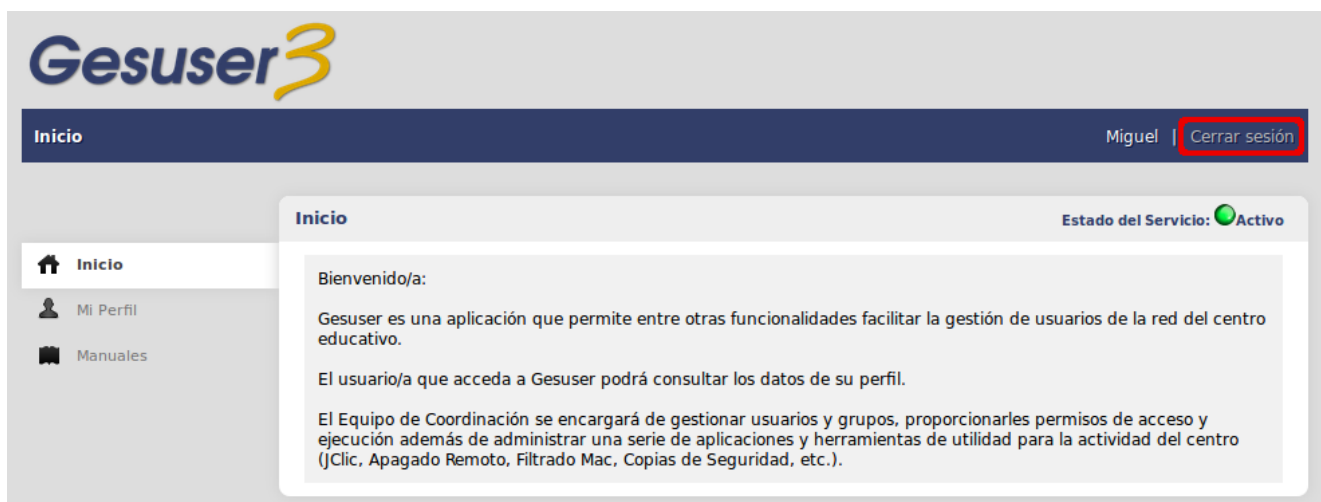 Gesuser3
Inicio
Miguel | Cerrar sesión
Inicio
Estado del Servicio: Activo
Inicio
Mi Perfil
Manuales
Bienvenido/a:
Gesuser es una aplicación que permite entre otras funcionalidades facilitar la gestión de usuarios de la red del centro
educativo.
El usuario/a que acceda a Gesuser podrá consultar los datos de su perfil.
El Equipo de Coordinación se encargará de gestionar usuarios y grupos, proporcionarles permisos de acceso y
ejecución además de administrar una serie de aplicaciones y herramientas de utilidad para la actividad del centro
(JClic, Apagado Remoto, Filtrado Mac, Copias de Seguridad, etc.).